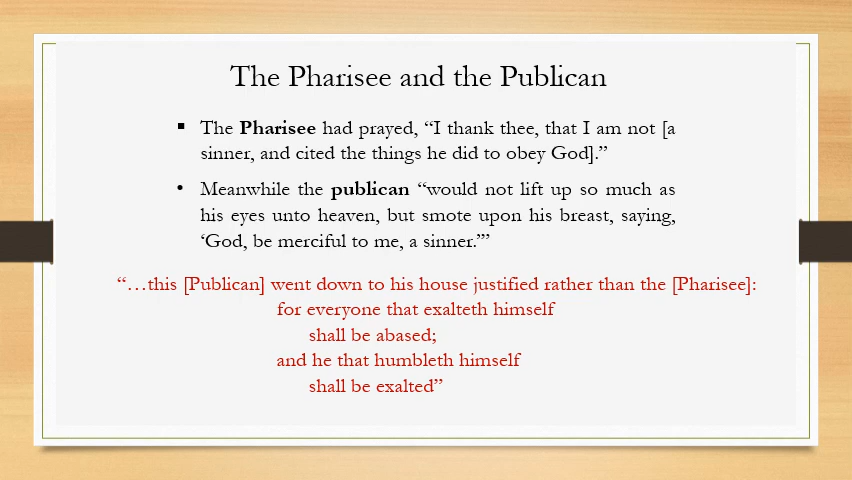 The Pharisee and the Publican
▪ The Pharisee had prayed, “I thank thee, that I am not [a
sinner, and cited the things he did to obey God].”
• Meanwhile the publican “would not lift up so much as
his eyes unto heaven, but smote upon his breast, saying,
‘God, be merciful to me, a sinner.’”
“…this [Publican] went down to his house justified rather than the [Pharisee]:
for everyone that exalteth himself
shall be abased;
and he that humbleth himself
shall be exalted”